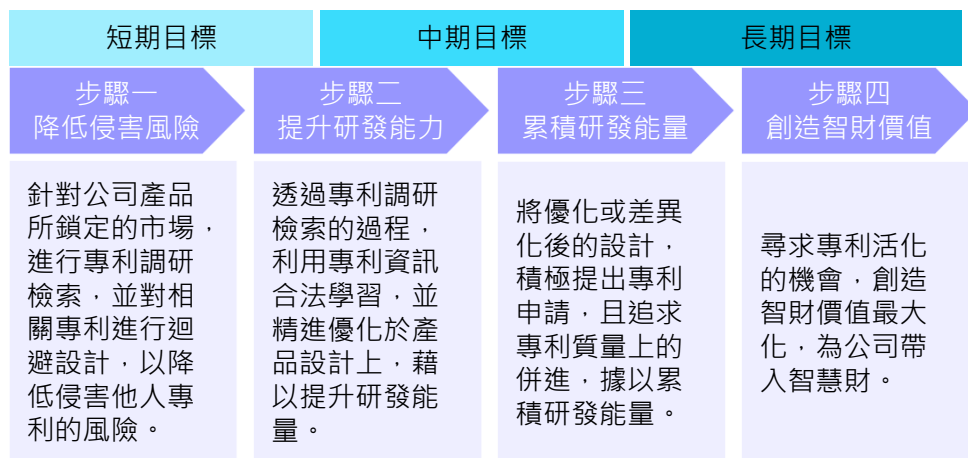 短期目標
中期目標
長期目標
步驟一
降低侵害風險
步驟二
提升研發能力
步驟三
累積研發能量
步驟四
創造智財價值
針對公司產品
所鎖定的市場，
進行專利調研
檢索，並對相
關專利進行迴
避設計，以降
低侵害他人專
利的風險。
透過專利調研
檢索的過程，
利用專利資訊
合法學習，並
精進優化於產
品設計上，藉
以提升研發能
量。
將優化或差異
化後的設計，
積極提出專利
申請，且追求
專利質量上的
併進，據以累
積研發能量。
尋求專利活化
的機會，創造
智財價值最大
化，為公司帶
入智慧財。